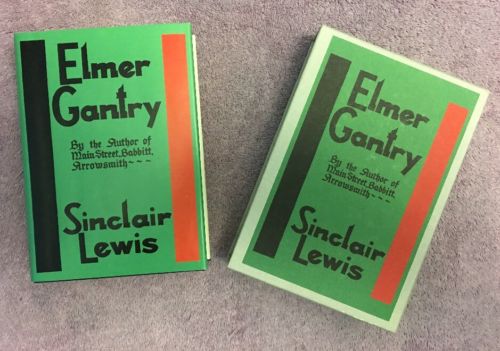 Elmer
Gantry
By the Author of
Main Street, Babbitt,
Arrowsmith ~ ~ ~
Sinclair
Lewis
Elmer
Gantry
By the Author of
Main Street, Babbitt,
Arrowsmith ~ ~ ~
Sinclair
Lewis